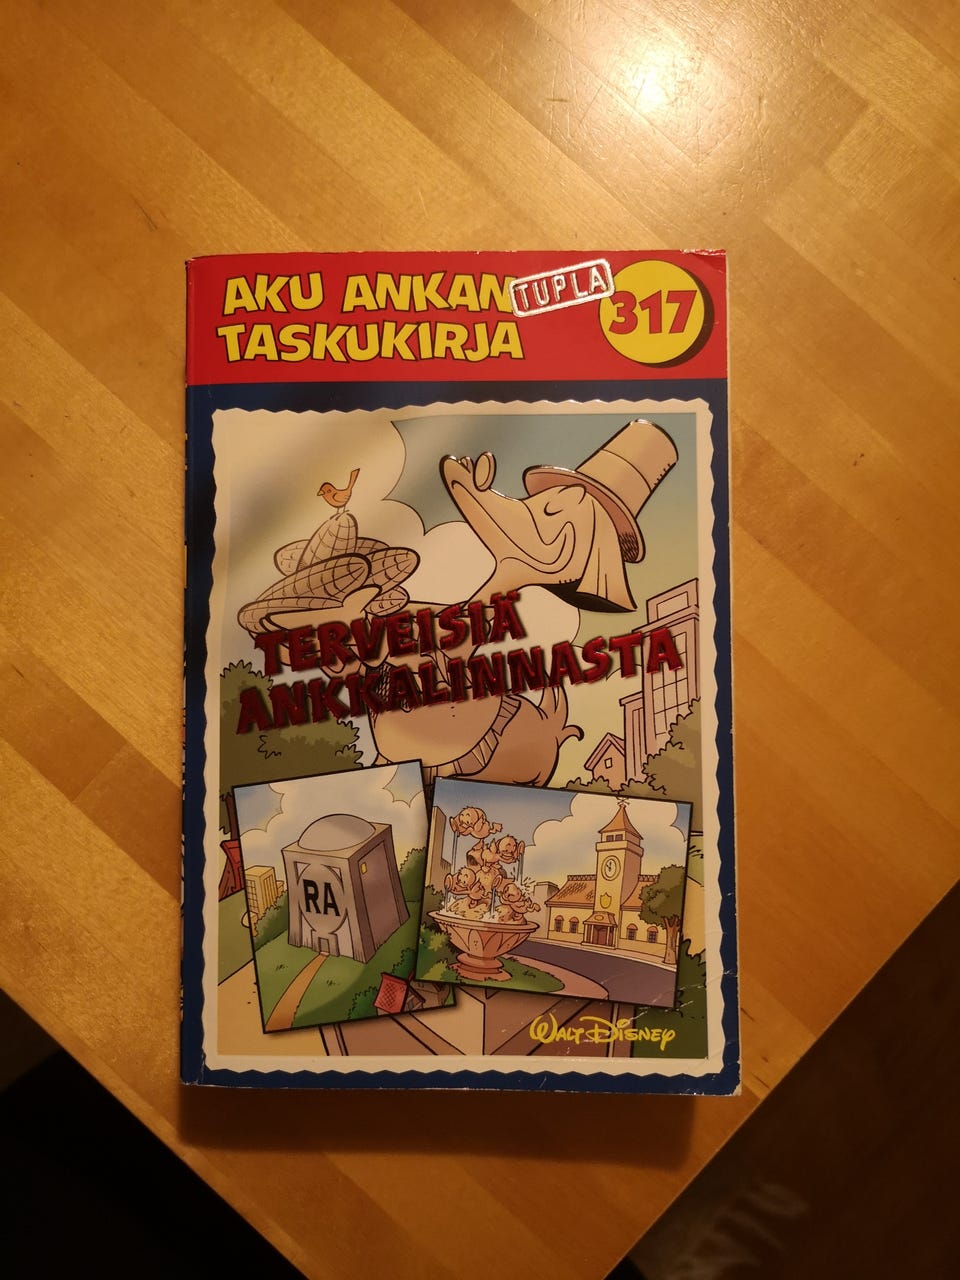 AKU ANKAN TUPLA 317
TASKUKIRJA
TERVEISIÄ
ANKKALINNASTA
RA
WALT DISNEY